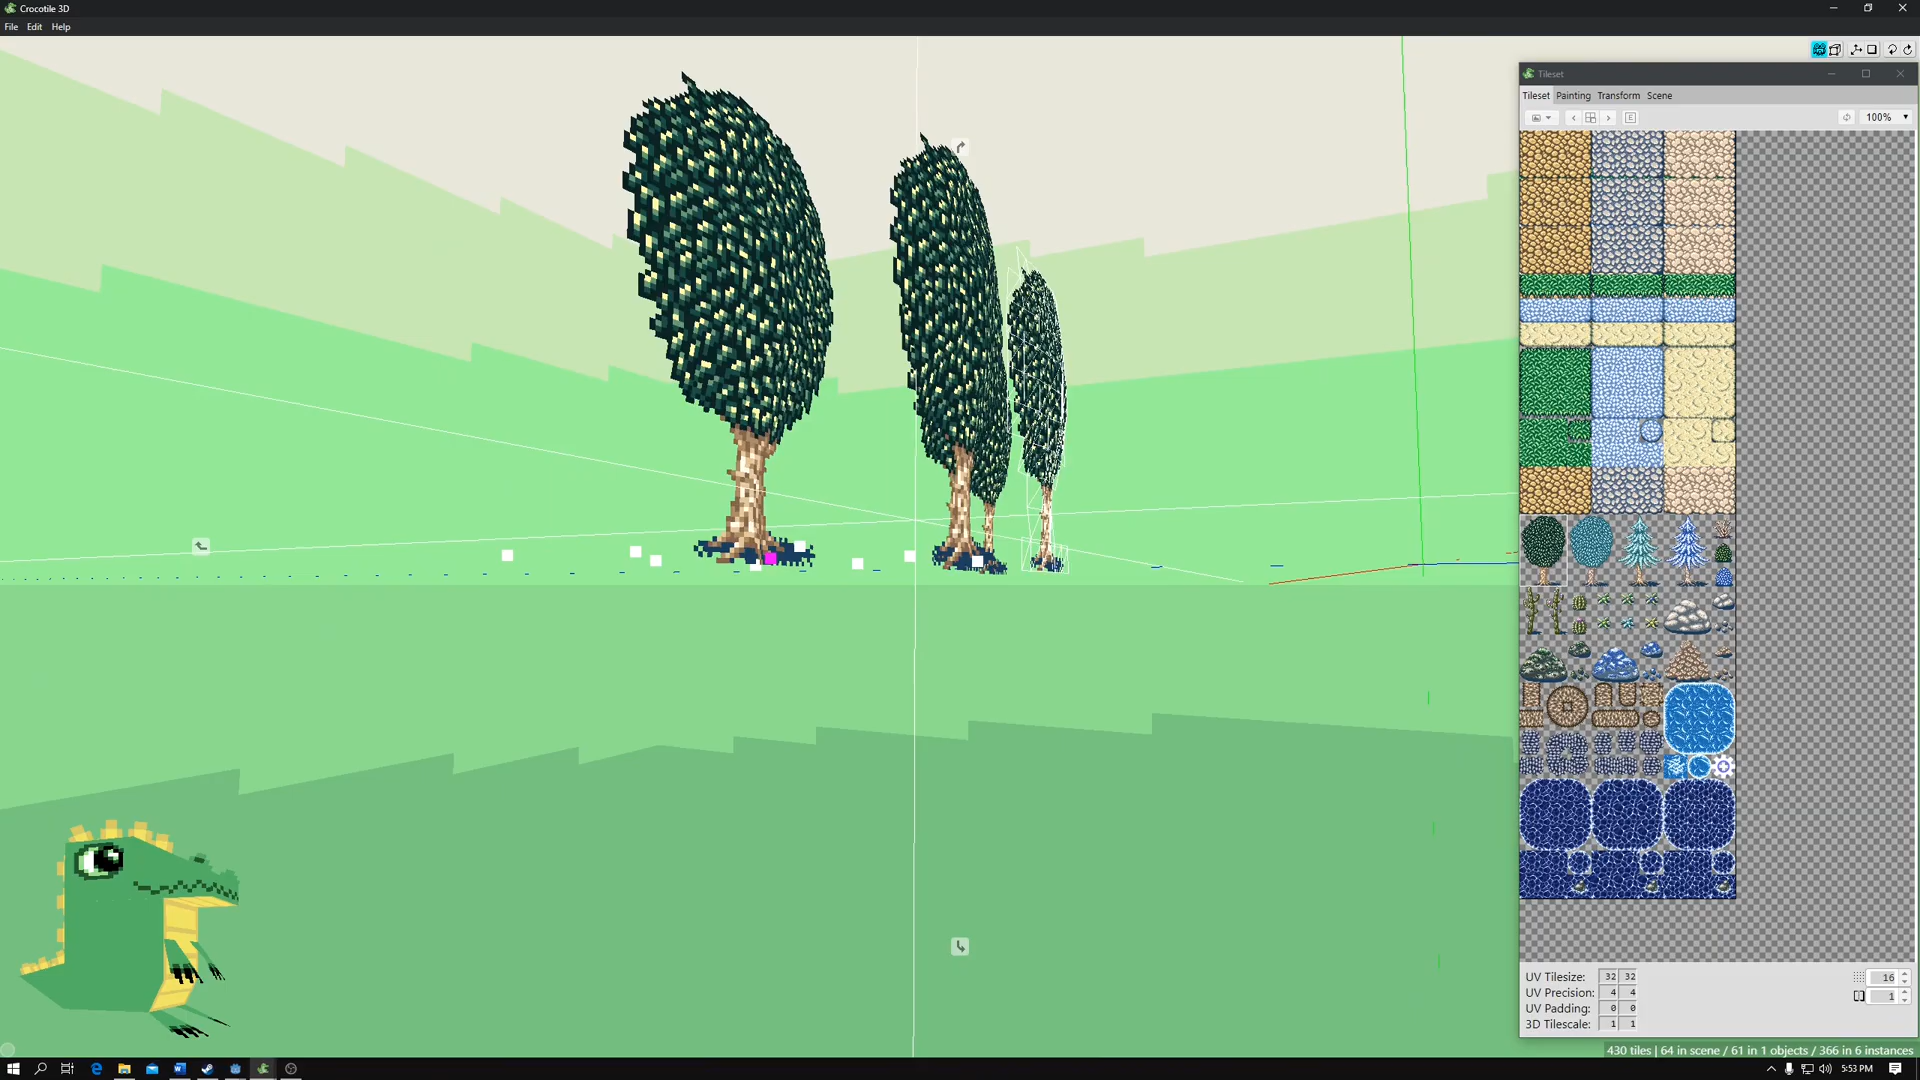 Crocotile 3D
File Edit Help
Tileset
Tileset Painting Transform Scene
E 100%
UV Tilesize: 32 32 16
UV Precision: 4 4 1
UV Padding: 0 0
3D Tilescale: 1 1
430 tiles | 64 in scene / 61 in 1 objects / 366 in 6 instances
5:53 PM